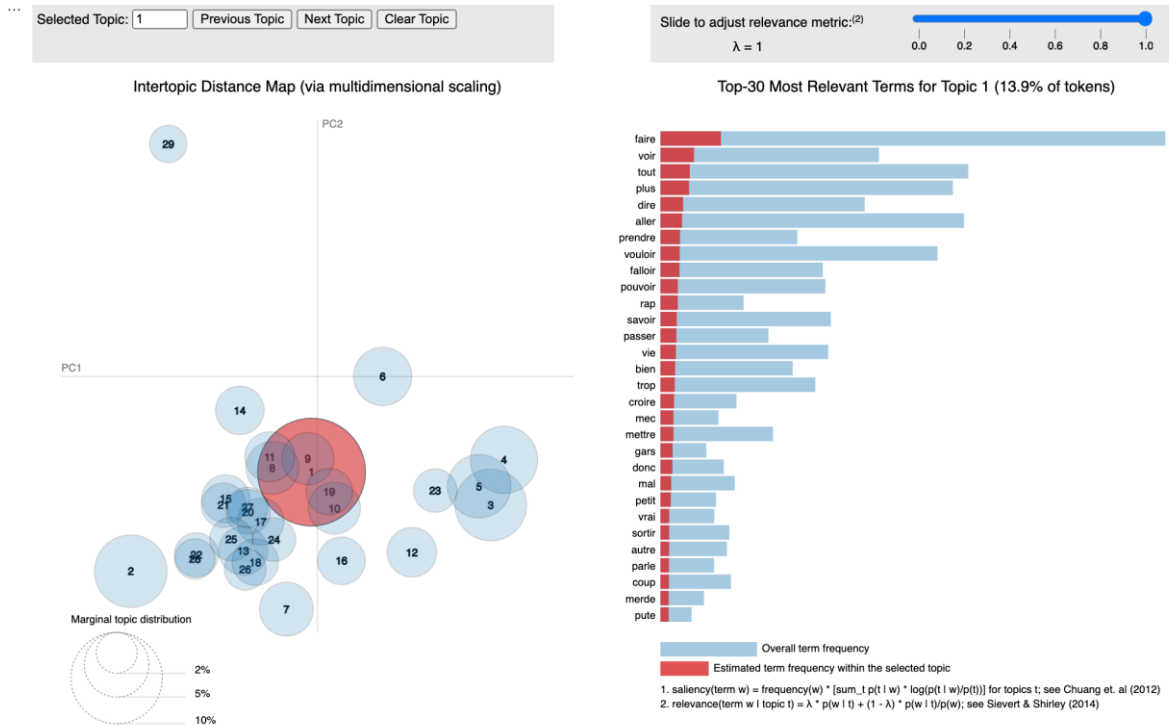 ...
Selected Topic: 1 Previous Topic Next Topic Clear Topic
Slide to adjust relevance metric:(2)
λ = 1
0.0 0.2 0.4 0.6 0.8 1.0
Intertopic Distance Map (via multidimensional scaling)
PC2
PC1
29
6
14
11
8
9
1
19
10
4
5
3
23
15
21
27
20
17
25
24
13
18
26
22
2
16
12
7
Marginal topic distribution
2%
5%
10%
Top-30 Most Relevant Terms for Topic 1 (13.9% of tokens)
faire
voir
tout
plus
dire
aller
prendre
vouloir
falloir
pouvoir
rap
savoir
passer
vie
bien
trop
croire
mec
mettre
gars
donc
mal
petit
vrai
sortir
autre
parle
coup
merde
pute
Overall term frequency
Estimated term frequency within the selected topic
1. saliency(term w) = frequency(w) * [sum_t p(t | w) * log(p(t | w)/p(t))] for topics t; see Chuang et. al (2012)
2. relevance(term w | topic t) = λ * p(w | t) + (1 - λ) * p(w | t)/p(w); see Sievert & Shirley (2014)